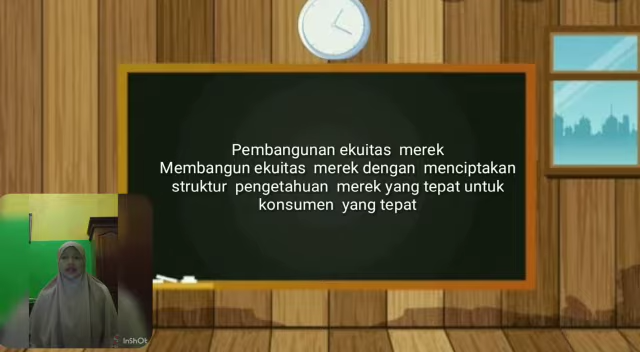 Pembangunan ekuitas merek
Membangun ekuitas merek dengan menciptakan
struktur pengetahuan merek yang tepat untuk
konsumen yang tepat
InShOt